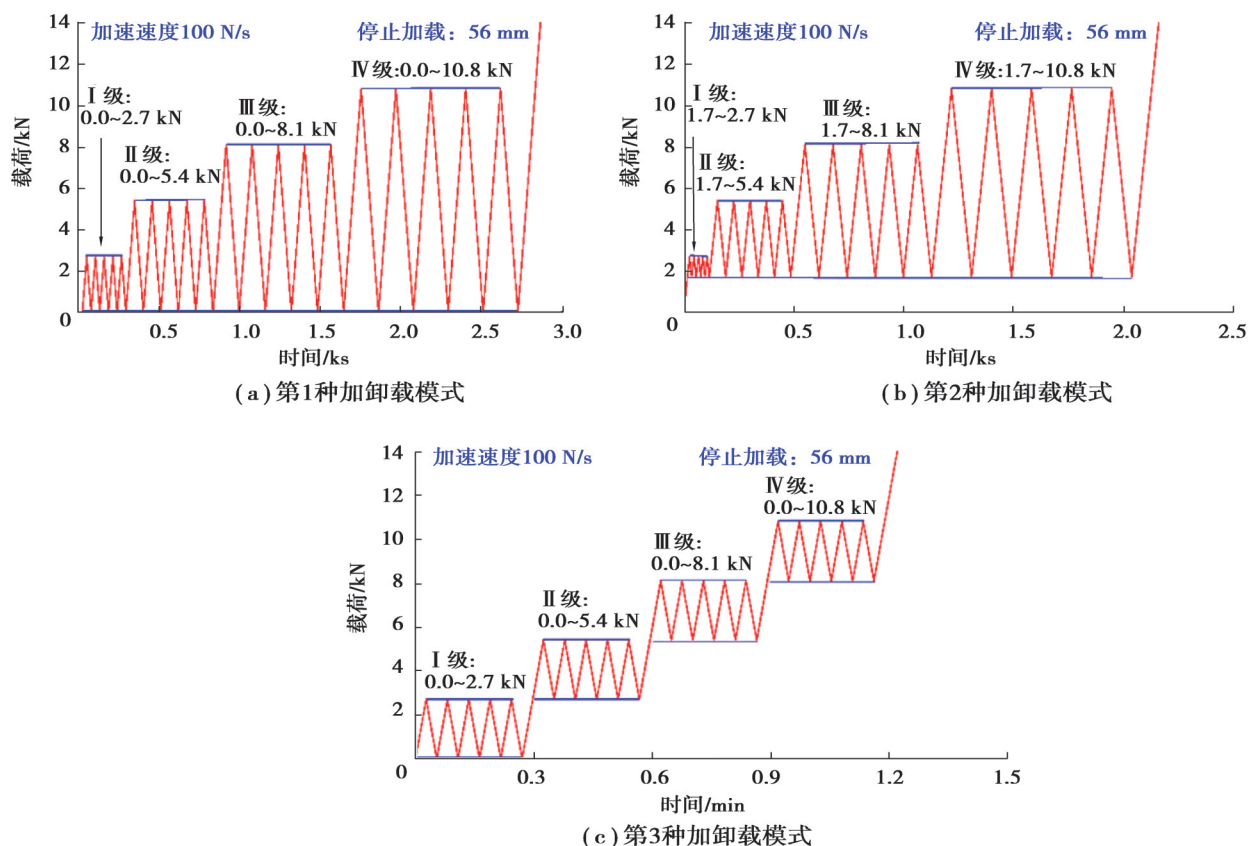 加速速度100 N/s
停止加载：56 mm
Ⅰ级:
0.0~2.7 kN
Ⅱ级:
0.0~5.4 kN
Ⅲ级:
0.0~8.1 kN
Ⅳ级:0.0~10.8 kN
载荷/kN
14
12
10
8
6
4
2
0
0.5
1.0
1.5
2.0
2.5
3.0
时间/ks
(a)第1种加卸载模式
加速速度100 N/s
停止加载：56 mm
Ⅰ级:
1.7~2.7 kN
Ⅱ级:
1.7~5.4 kN
Ⅲ级:
1.7~8.1 kN
Ⅳ级:1.7~10.8 kN
载荷/kN
14
12
10
8
6
4
2
0
0.5
1.0
1.5
2.0
2.5
时间/ks
(b)第2种加卸载模式
加速速度100 N/s
停止加载：56 mm
Ⅰ级:
0.0~2.7 kN
Ⅱ级:
0.0~5.4 kN
Ⅲ级:
0.0~8.1 kN
Ⅳ级:
0.0~10.8 kN
载荷/kN
14
12
10
8
6
4
2
0
0.3
0.6
0.9
1.2
1.5
时间/min
(c)第3种加卸载模式